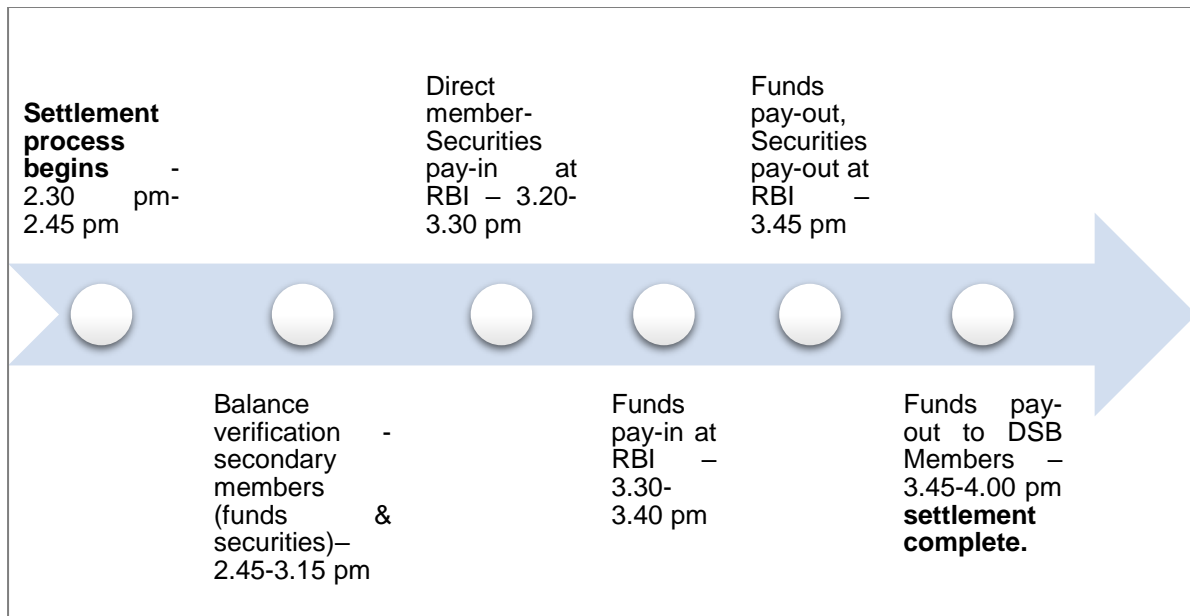 Settlement
process
begins -
2.30 pm-
2.45 pm
Balance
verification -
secondary
members
(funds &
securities)–
2.45-3.15 pm
Direct
member-
Securities
pay-in at
RBI – 3.20-
3.30 pm
Funds
pay-in at
RBI –
3.30-
3.40 pm
Funds
pay-out,
Securities
pay-out at
RBI –
3.45 pm
Funds pay-
out to DSB
Members –
3.45-4.00 pm
settlement
complete.